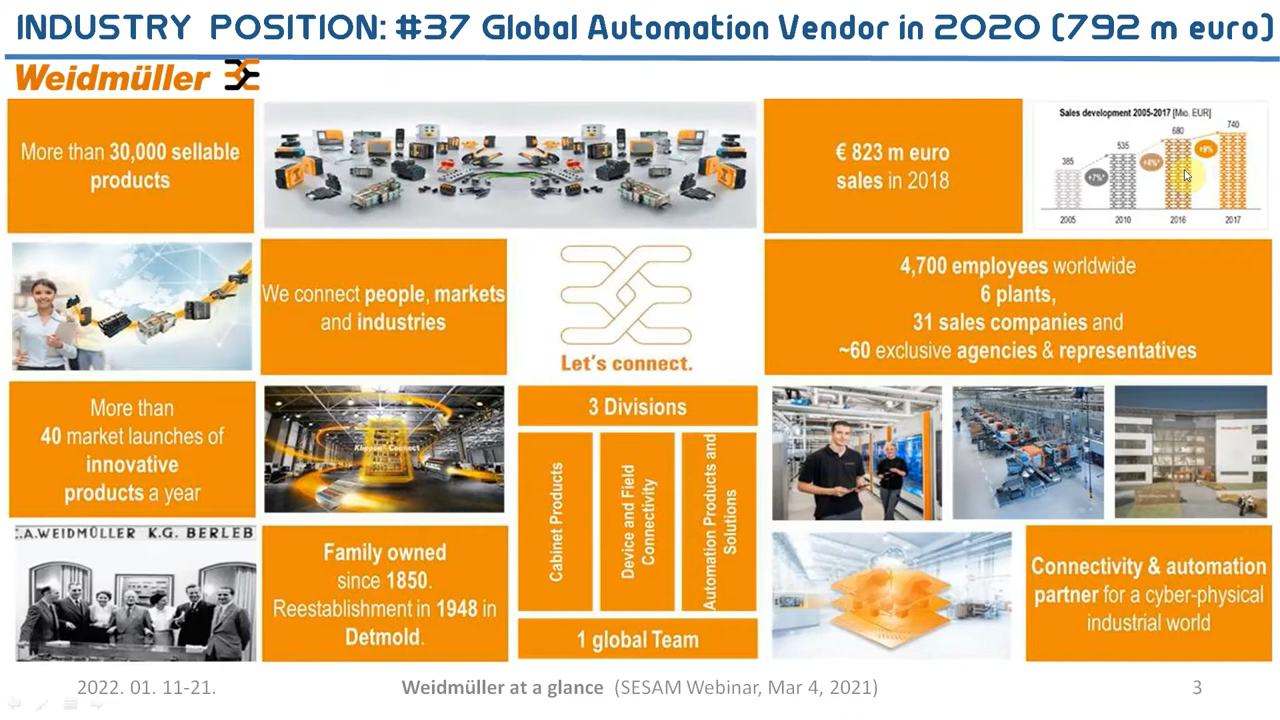 INDUSTRY POSITION: #37 Global Automation Vendor in 2020 (792 m euro)
Weidmüller
More than 30,000 sellable
products
€ 823 m euro
sales in 2018
Sales development 2005-2017 [Mio. EUR]
385
+7%*
535
+4%*
680
+9%
740
2005
2010
2016
2017
We connect people, markets
and industries
Let's connect.
4,700 employees worldwide
6 plants,
31 sales companies and
~60 exclusive agencies & representatives
More than
40 market launches of
innovative
products a year
Klippon Connect
3 Divisions
Cabinet Products
Device and Field
Connectivity
Automation Products and
Solutions
1 global Team
C.A.WEIDMÜLLER K.G. BERLEB
Family owned
since 1850.
Reestablishment in 1948 in
Detmold.
Connectivity & automation
partner for a cyber-physical
industrial world
2022. 01. 11-21.
Weidmüller at a glance (SESAM Webinar, Mar 4, 2021)
3